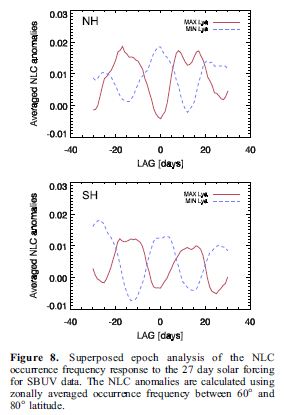 NH
MAX Lyα
MIN Lyα
Averaged NLC anomalies
0.03
0.02
0.01
0.00
-0.01
-40 -20 0 20 40
LAG [days]
SH
MAX Lyα
MIN Lyα
Averaged NLC anomalies
0.03
0.02
0.01
0.00
-0.01
-40 -20 0 20 40
LAG [days]
Figure 8. Superposed epoch analysis of the NLC
occurrence frequency response to the 27 day solar forcing
for SBUV data. The NLC anomalies are calculated using
zonally averaged occurrence frequency between 60° and
80° latitude.